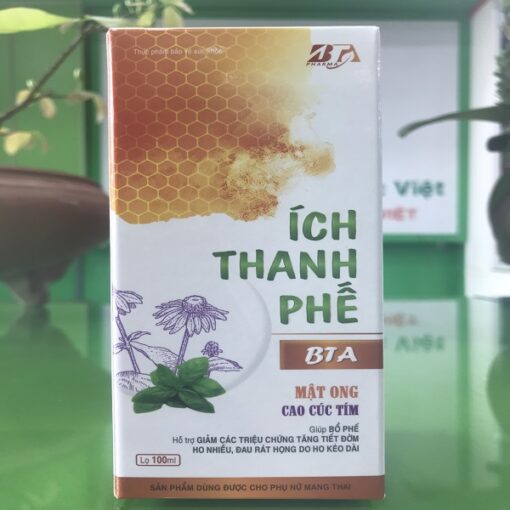 Thực phẩm bảo vệ sức khỏe
BTA
PHARMA
ÍCH
THANH
PHẾ
BTA
MẬT ONG
CAO CÚC TÍM
Giúp BỔ PHẾ
Hỗ trợ GIẢM CÁC TRIỆU CHỨNG TĂNG TIẾT ĐỜM
HO NHIỀU, ĐAU RÁT HỌNG DO HO KÉO DÀI
Lọ 100ml
SẢN PHẨM DÙNG ĐƯỢC CHO PHỤ NỮ MANG THAI
Việt
VIỆT